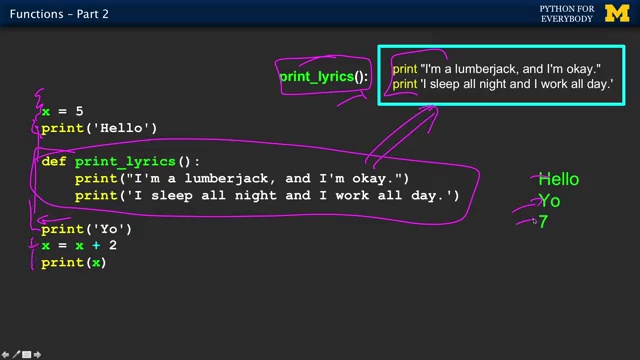 Functions – Part 2
PYTHON FOR
EVERYBODY
M
print_lyrics():
print "I'm a lumberjack, and I'm okay."
print 'I sleep all night and I work all day.'
x = 5
print('Hello')
def print_lyrics():
print("I'm a lumberjack, and I'm okay.")
print('I sleep all night and I work all day.')
print('Yo')
x = x + 2
print(x)
Hello
Yo
7